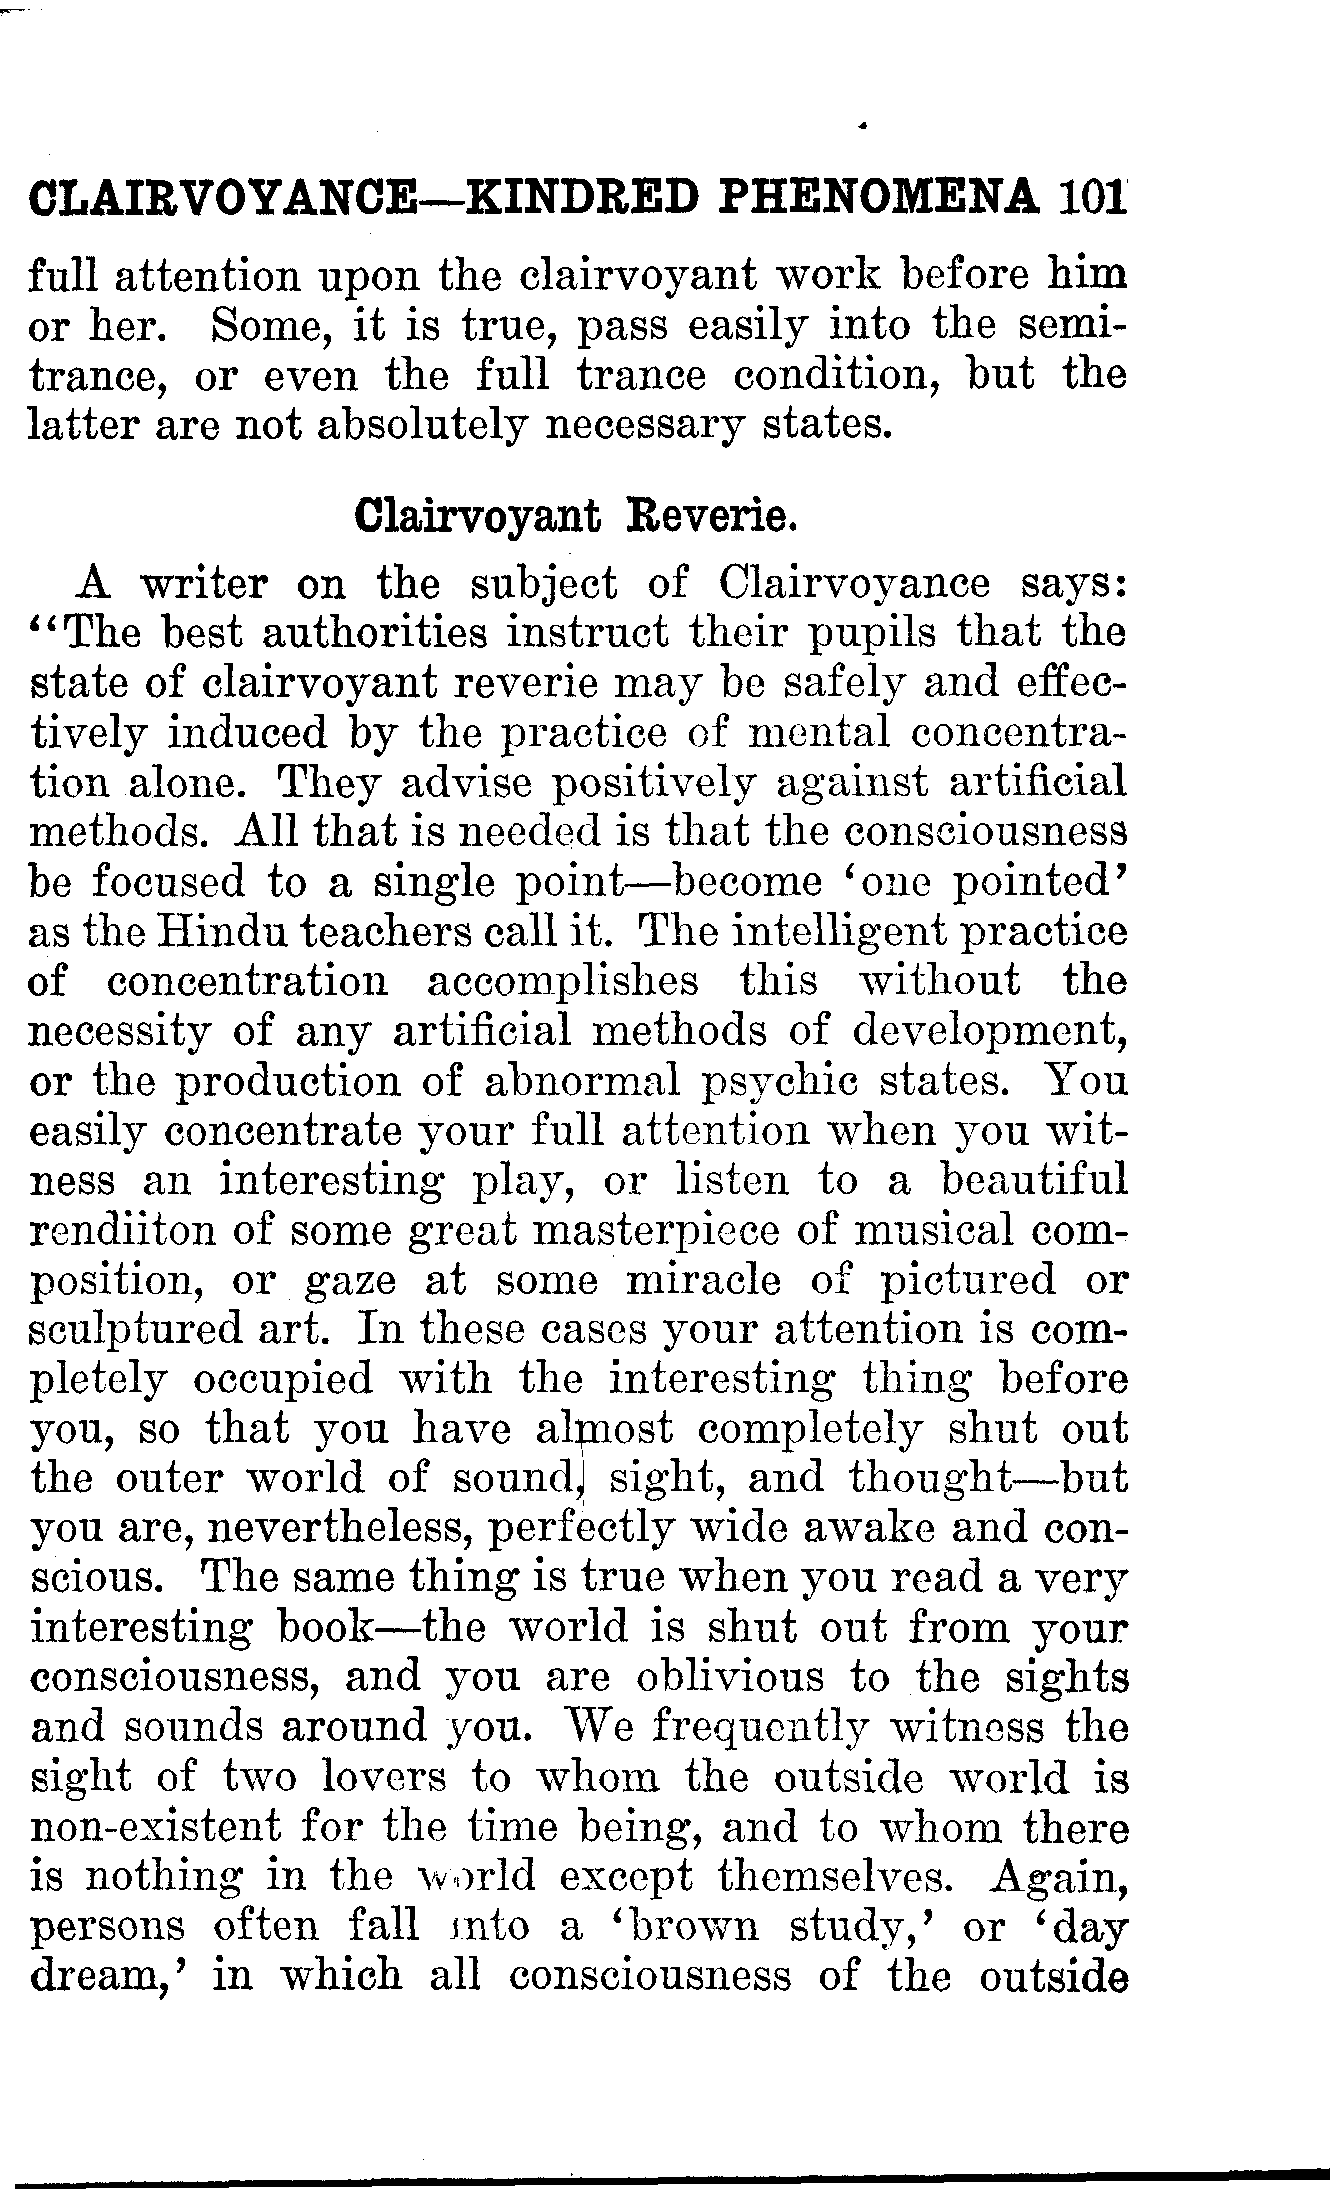 CLAIRVOYANCE—KINDRED PHENOMENA 101
full attention upon the clairvoyant work before him
or her. Some, it is true, pass easily into the semi-
trance, or even the full trance condition, but the
latter are not absolutely necessary states.
Clairvoyant Reverie.
A writer on the subject of Clairvoyance says:
“The best authorities instruct their pupils that the
state of clairvoyant reverie may be safely and effec-
tively induced by the practice of mental concentra-
tion alone. They advise positively against artificial
methods. All that is needed is that the consciousness
be focused to a single point—become ‘one pointed’
as the Hindu teachers call it. The intelligent practice
of concentration accomplishes this without the
necessity of any artificial methods of development,
or the production of abnormal psychic states. You
easily concentrate your full attention when you wit-
ness an interesting play, or listen to a beautiful
rendiiton of some great masterpiece of musical com-
position, or gaze at some miracle of pictured or
sculptured art. In these cases your attention is com-
pletely occupied with the interesting thing before
you, so that you have almost completely shut out
the outer world of sound, sight, and thought—but
you are, nevertheless, perfectly wide awake and con-
scious. The same thing is true when you read a very
interesting book—the world is shut out from your
consciousness, and you are oblivious to the sights
and sounds around you. We frequently witness the
sight of two lovers to whom the outside world is
non-existent for the time being, and to whom there
is nothing in the world except themselves. Again,
persons often fall into a ‘brown study,’ or ‘day
dream,’ in which all consciousness of the outside